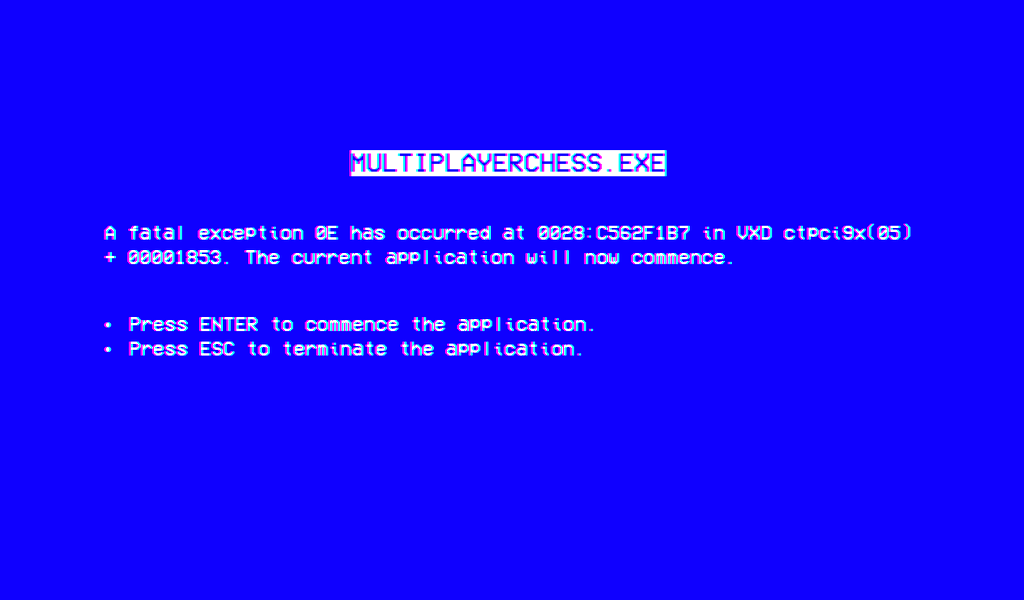 MULTIPLAYERCHESS.EXE
A fatal exception 0E has occurred at 0028:C562F1B7 in VXD ctpci9x(05)
+ 00001853. The current application will now commence.
• Press ENTER to commence the application.
• Press ESC to terminate the application.